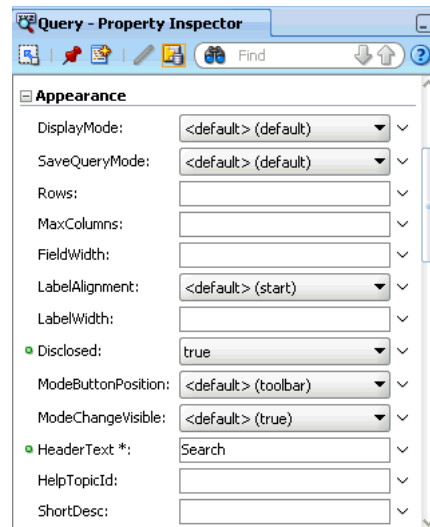 Query - Property Inspector
Find
Appearance
DisplayMode: <default> (default)
SaveQueryMode: <default> (default)
Rows:
MaxColumns:
FieldWidth:
LabelAlignment: <default> (start)
LabelWidth:
Disclosed: true
ModeButtonPosition: <default> (toolbar)
ModeChangeVisible: <default> (true)
HeaderText *: Search
HelpTopicId:
ShortDesc: